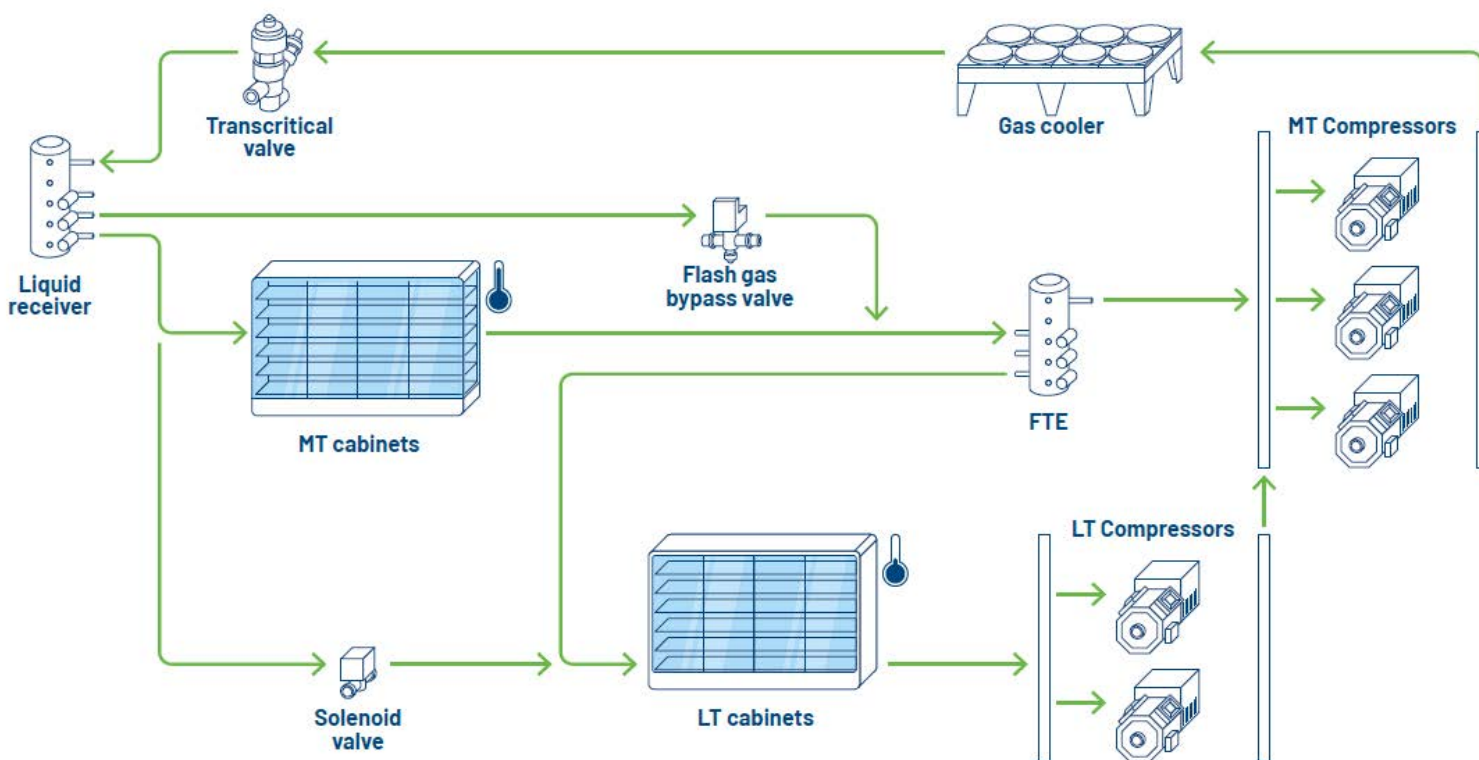 Transcritical
valve
Gas cooler
MT Compressors
Liquid
receiver
Flash gas
bypass valve
MT cabinets
FTE
LT Compressors
Solenoid
valve
LT cabinets